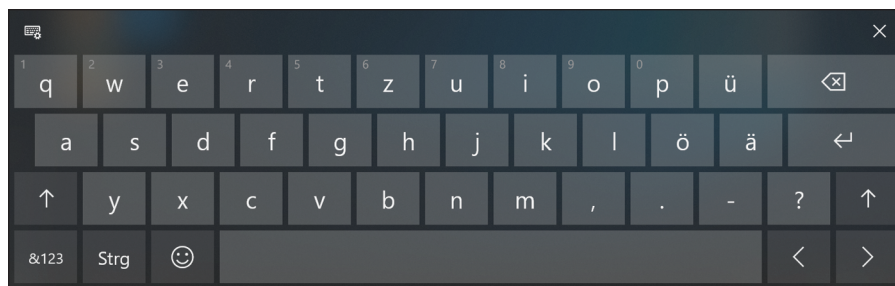 1 2 3 4 5 6 7 8 9 0
q w e r t z u i o p ü
a s d f g h j k l ö ä
y x c v b n m , . - ?
&123 Strg